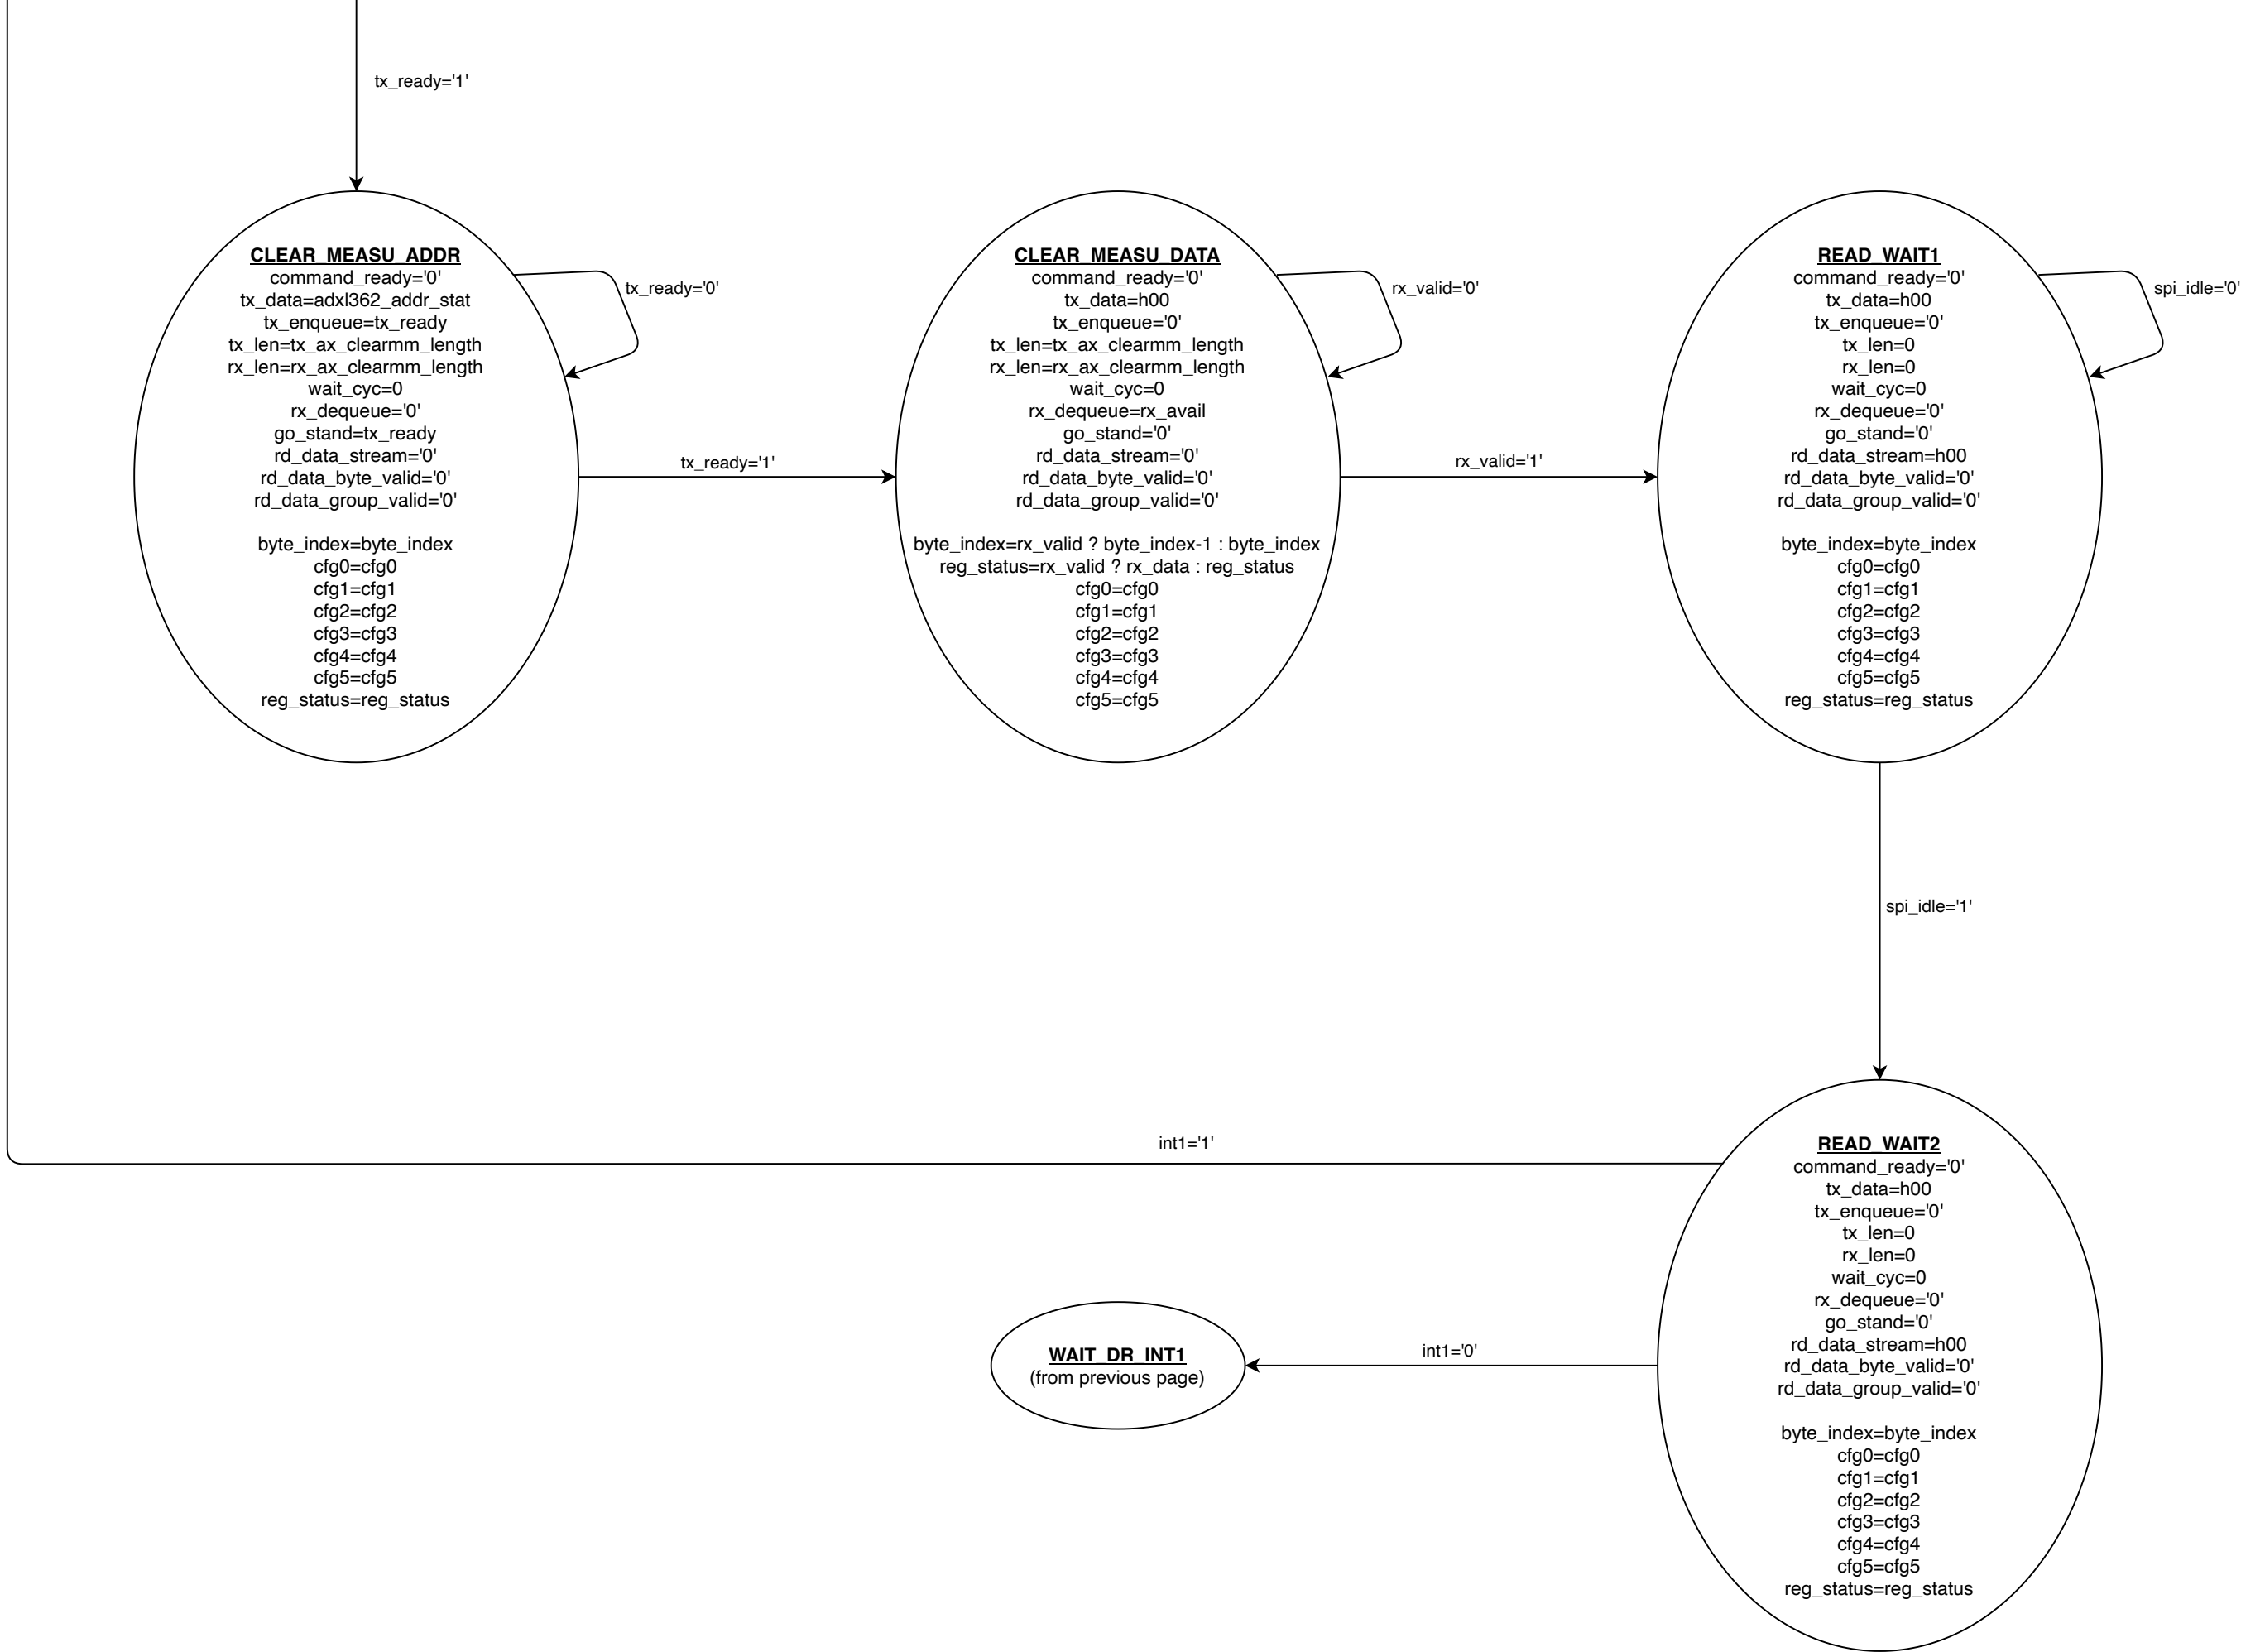 tx_ready='1'
CLEAR_MEASU_ADDR
command_ready='0'
tx_data=adxl362_addr_stat
tx_enqueue=tx_ready
tx_len=tx_ax_clearmm_length
rx_len=rx_ax_clearmm_length
wait_cyc=0
rx_dequeue='0'
go_stand=tx_ready
rd_data_stream='0'
rd_data_byte_valid='0'
rd_data_group_valid='0'
byte_index=byte_index
cfg0=cfg0
cfg1=cfg1
cfg2=cfg2
cfg3=cfg3
cfg4=cfg4
cfg5=cfg5
reg_status=reg_status
tx_ready='0'
tx_ready='1'
CLEAR_MEASU_DATA
command_ready='0'
tx_data=h00
tx_enqueue='0'
tx_len=tx_ax_clearmm_length
rx_len=rx_ax_clearmm_length
wait_cyc=0
rx_dequeue=rx_avail
go_stand='0'
rd_data_stream='0'
rd_data_byte_valid='0'
rd_data_group_valid='0'
byte_index=rx_valid ? byte_index-1 : byte_index
reg_status=rx_valid ? rx_data : reg_status
cfg0=cfg0
cfg1=cfg1
cfg2=cfg2
cfg3=cfg3
cfg4=cfg4
cfg5=cfg5
rx_valid='0'
rx_valid='1'
READ_WAIT1
command_ready='0'
tx_data=h00
tx_enqueue='0'
tx_len=0
rx_len=0
wait_cyc=0
rx_dequeue='0'
go_stand='0'
rd_data_stream=h00
rd_data_byte_valid='0'
rd_data_group_valid='0'
byte_index=byte_index
cfg0=cfg0
cfg1=cfg1
cfg2=cfg2
cfg3=cfg3
cfg4=cfg4
cfg5=cfg5
reg_status=reg_status
spi_idle='0'
spi_idle='1'
int1='1'
READ_WAIT2
command_ready='0'
tx_data=h00
tx_enqueue='0'
tx_len=0
rx_len=0
wait_cyc=0
rx_dequeue='0'
go_stand='0'
rd_data_stream=h00
rd_data_byte_valid='0'
rd_data_group_valid='0'
byte_index=byte_index
cfg0=cfg0
cfg1=cfg1
cfg2=cfg2
cfg3=cfg3
cfg4=cfg4
cfg5=cfg5
reg_status=reg_status
int1='0'
WAIT_DR_INT1
(from previous page)